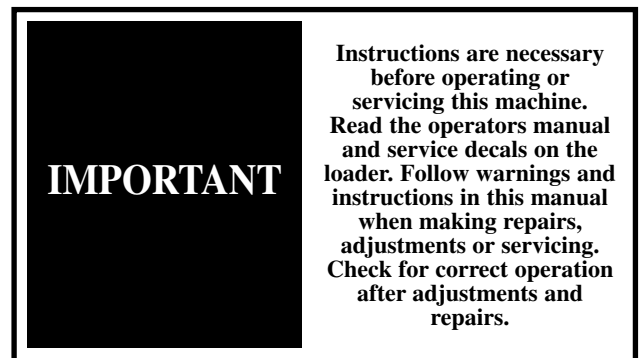 IMPORTANT
Instructions are necessary
before operating or
servicing this machine.
Read the operators manual
and service decals on the
loader. Follow warnings and
instructions in this manual
when making repairs,
adjustments or servicing.
Check for correct operation
after adjustments and
repairs.